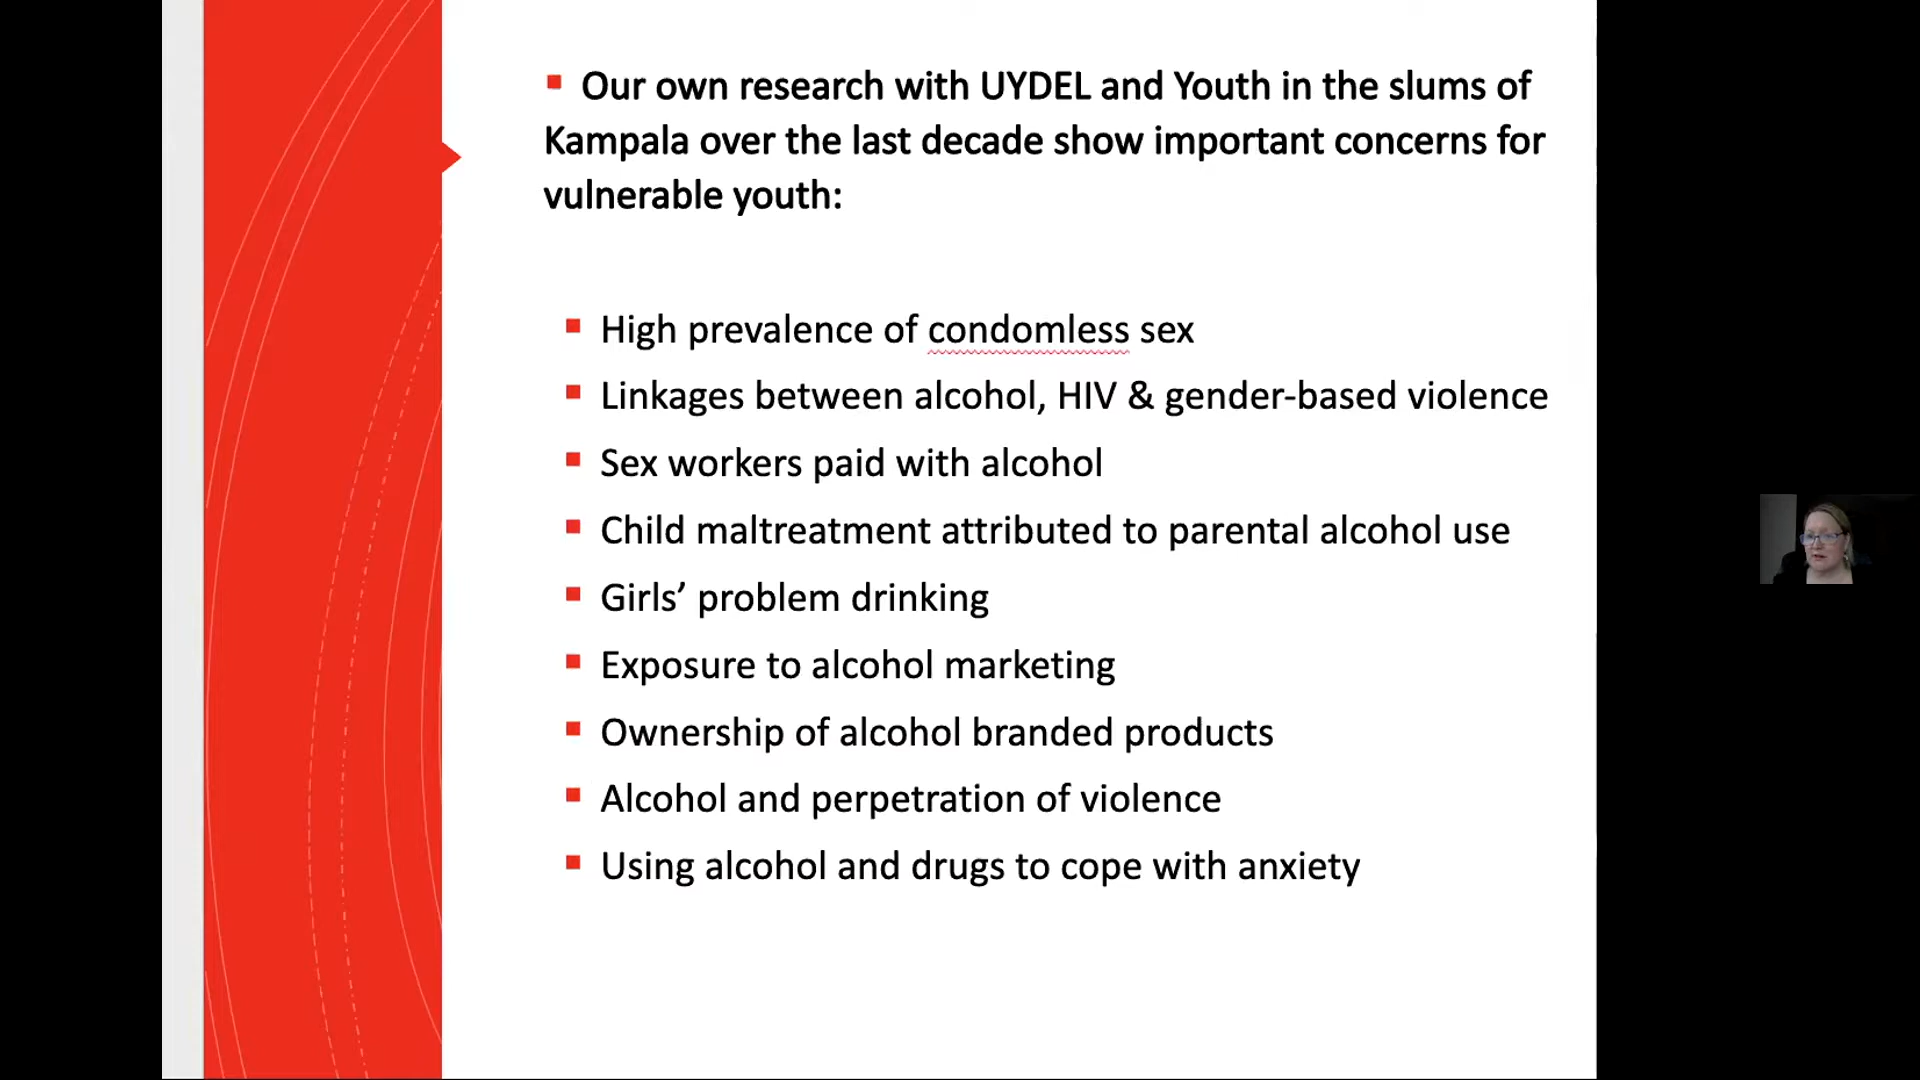 Our own research with UYDEL and Youth in the slums of
Kampala over the last decade show important concerns for
vulnerable youth:
High prevalence of condomless sex
Linkages between alcohol, HIV & gender-based violence
Sex workers paid with alcohol
Child maltreatment attributed to parental alcohol use
Girls’ problem drinking
Exposure to alcohol marketing
Ownership of alcohol branded products
Alcohol and perpetration of violence
Using alcohol and drugs to cope with anxiety